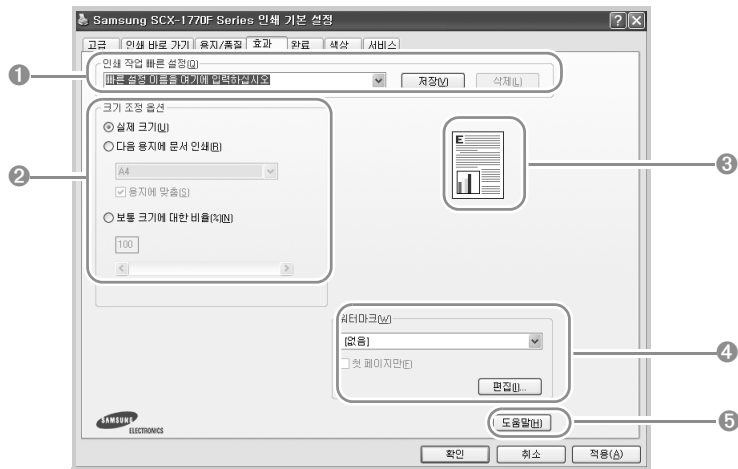 Samsung SCX-1770F Series 인쇄 기본 설정
고급 인쇄 바로 가기 용지/품질 효과 완료 색상 서비스
인쇄 작업 빠른 설정(Q)
1
빠른 설정 이름을 여기에 입력하십시오 저장(V) 삭제(L)
크기 조정 옵션
실제 크기(U)
다음 용지에 문서 인쇄(R)
E
3
2
A4
용지에 맞춤(S)
보통 크기에 대한 비율(%)(N)
100
워터마크(W)
[없음]
4
첫 페이지만(F)
편집(I)...
SAMSUNG
ELECTRONICS
도움말(H)
5
확인 취소 적용(A)